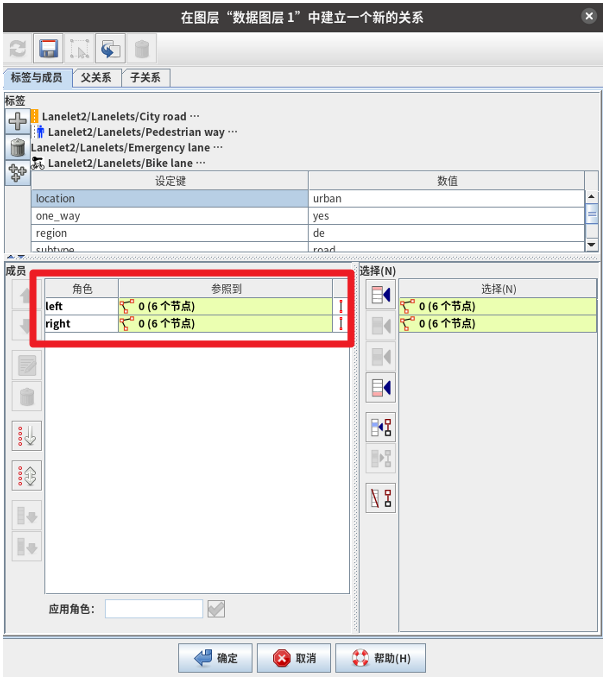 在图层“数据图层 1”中建立一个新的关系
标签与成员 父关系 子关系
标签
Lanelet2/Lanelets/City road ···
Lanelet2/Lanelets/Pedestrian way ···
Lanelet2/Lanelets/Emergency lane ···
Lanelet2/Lanelets/Bike lane ···
设定键 数值
location urban
one_way yes
region de
subtype road
成员 选择(N)
角色 参照到 选择(N)
left 0 (6 个节点) 0 (6 个节点)
right 0 (6 个节点) 0 (6 个节点)
应用角色：
确定 取消 帮助(H)